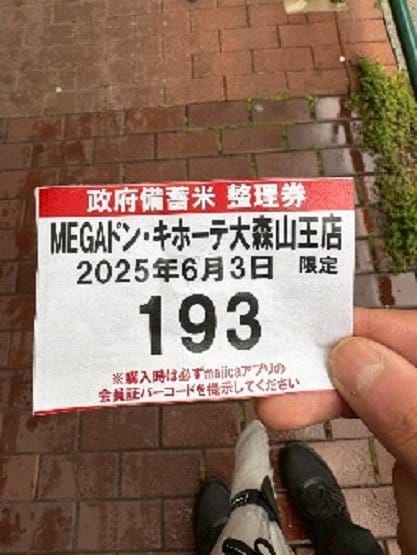 政府備蓄米 整理券
MEGAドン・キホーテ大森山王店
2025年6月3日 限定
193
※購入時は必ずmajicaアプリの
会員証バーコードを提示してください